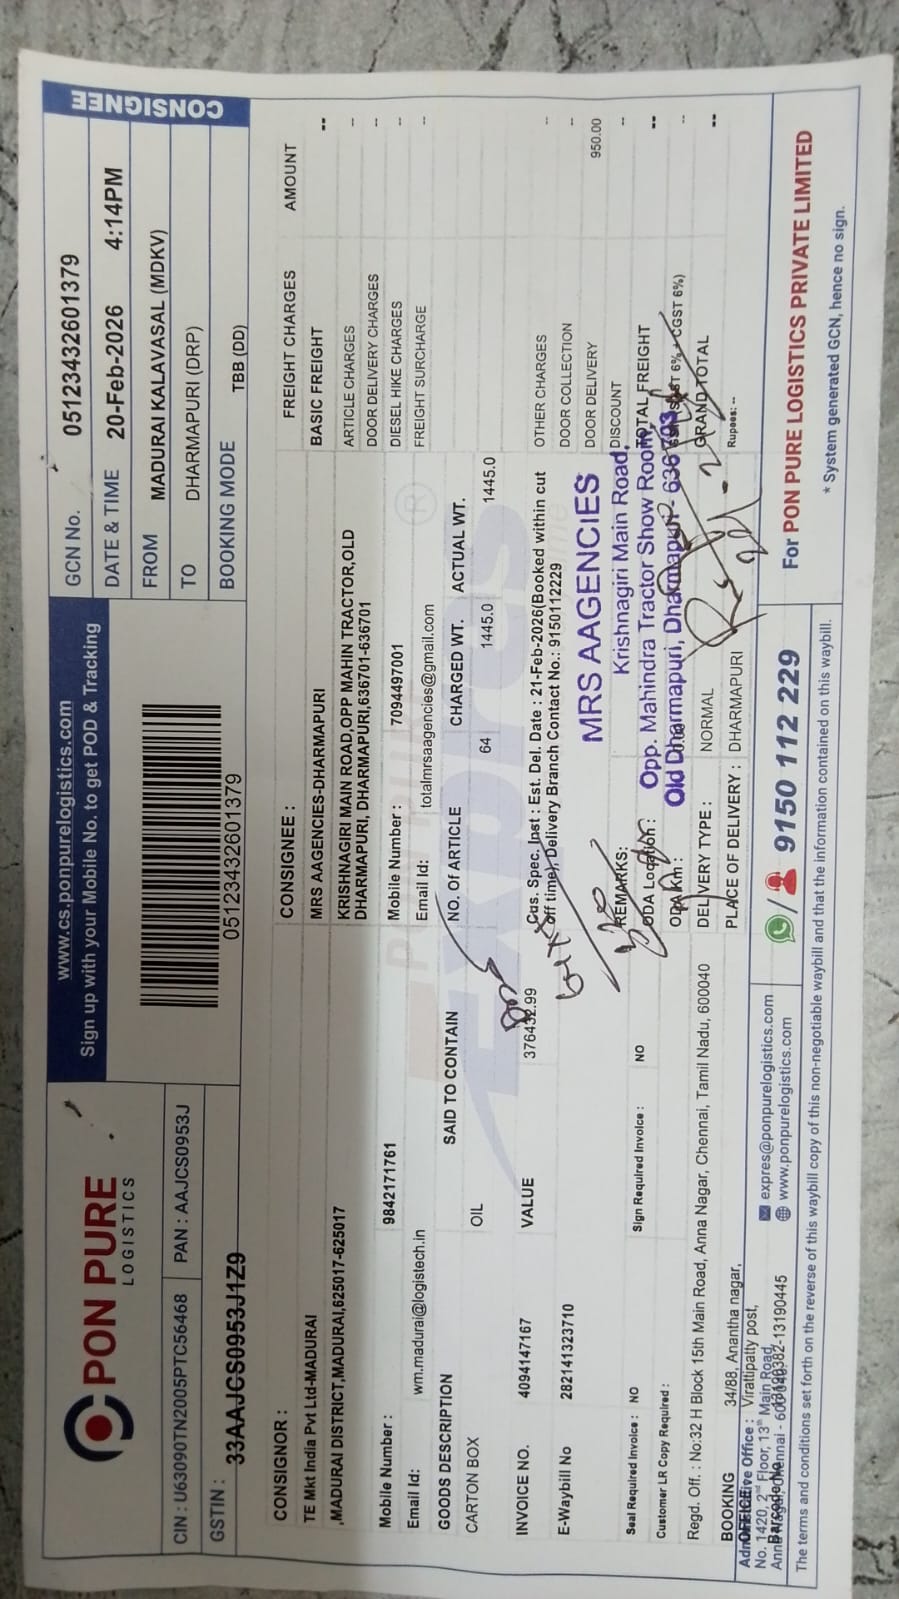 PON PURE
LOGISTICS
CIN : U63090TN2005PTC56468
PAN : AAJCS0953J
GSTIN :
33AAJCS0953J1Z9
www.cs.ponpurelogistics.com
Sign up with your Mobile No. to get POD & Tracking
05123432601379
GCN No. 05123432601379
DATE & TIME 20-Feb-2026 4:14PM
FROM MADURAI KALAVASAL (MDKV)
TO DHARMAPURI (DRP)
BOOKING MODE TBB (DD)
CONSIGNEE
CONSIGNOR :
TE Mkt India Pvt Ltd-MADURAI
,MADURAI DISTRICT,MADURAI,625017-625017
Mobile Number : 9842171761
Email Id: wm.madurai@logistech.in
CONSIGNEE :
MRS AAGENCIES-DHARMAPURI
KRISHNAGIRI MAIN ROAD,OPP MAHIN TRACTOR,OLD
DHARMAPURI, DHARMAPURI,636701-636701
Mobile Number : 7094497001
Email Id: totalmrsaagencies@gmail.com
FREIGHT CHARGES AMOUNT
BASIC FREIGHT --
ARTICLE CHARGES --
DOOR DELIVERY CHARGES --
DIESEL HIKE CHARGES --
FREIGHT SURCHARGE --
OTHER CHARGES --
DOOR COLLECTION --
DOOR DELIVERY 950.00
DISCOUNT --
TOTAL FREIGHT --
6% + CGST 6%) --
GRAND TOTAL --
Rupees: --
GOODS DESCRIPTION SAID TO CONTAIN NO. Of ARTICLE CHARGED WT. ACTUAL WT.
CARTON BOX OIL 64 1445.0 1445.0
INVOICE NO. 4094147167 VALUE 376432.99
E-Waybill No 282141323710
Cus. Spec. Inst : Est. Del. Date : 21-Feb-2026(Booked within cut
off time), Delivery Branch Contact No.: 9150112229
MRS AAGENCIES
Krishnagiri Main Road,
Opp. Mahindra Tractor Show Room,
Old Dharmapuri, Dharmapuri - 636 703
Seal Required Invoice : NO Sign Required Invoice : NO
Customer LR Copy Required :
REMARKS:
ODA Location :
ODA km :
DELIVERY TYPE : NORMAL
PLACE OF DELIVERY : DHARMAPURI
Regd. Off. : No:32 H Block 15th Main Road, Anna Nagar, Chennai, Tamil Nadu, 600040
BOOKING 34/88, Anantha nagar,
OFFICE : Virattipatty post,
No. 1420, 2nd Floor, 13th Main Road,
expres@ponpurelogistics.com
www.ponpurelogistics.com
9150 112 229
For PON PURE LOGISTICS PRIVATE LIMITED
The terms and conditions set forth on the reverse of this waybill copy of this non-negotiable waybill and that the information contained on this waybill.
* System generated GCN, hence no sign.